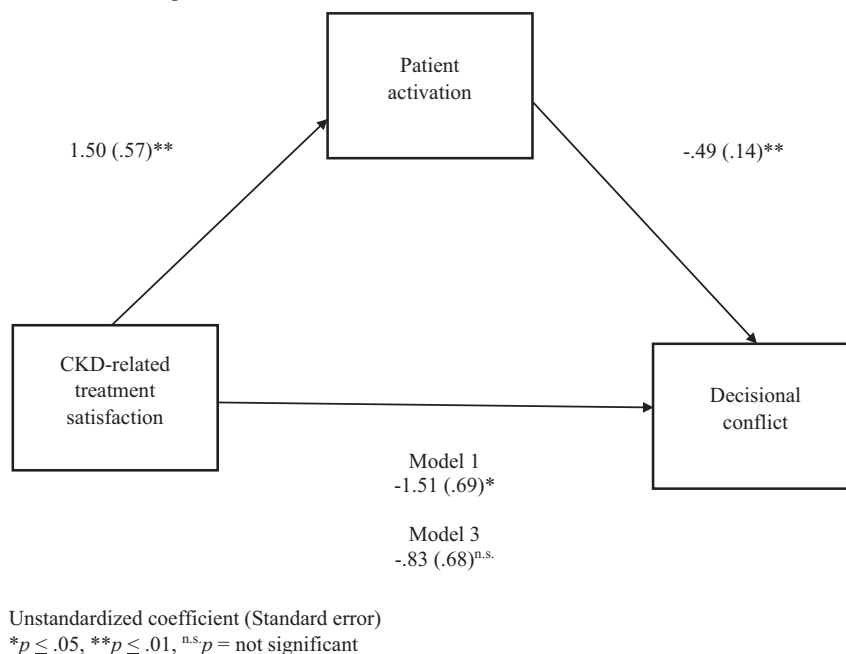 Patient
activation
1.50 (.57)**
-.49 (.14)**
CKD-related
treatment
satisfaction
Decisional
conflict
Model 1
-1.51 (.69)*
Model 3
-.83 (.68)n.s.
Unstandardized coefficient (Standard error)
*p ≤ .05, **p ≤ .01, n.s.p = not significant